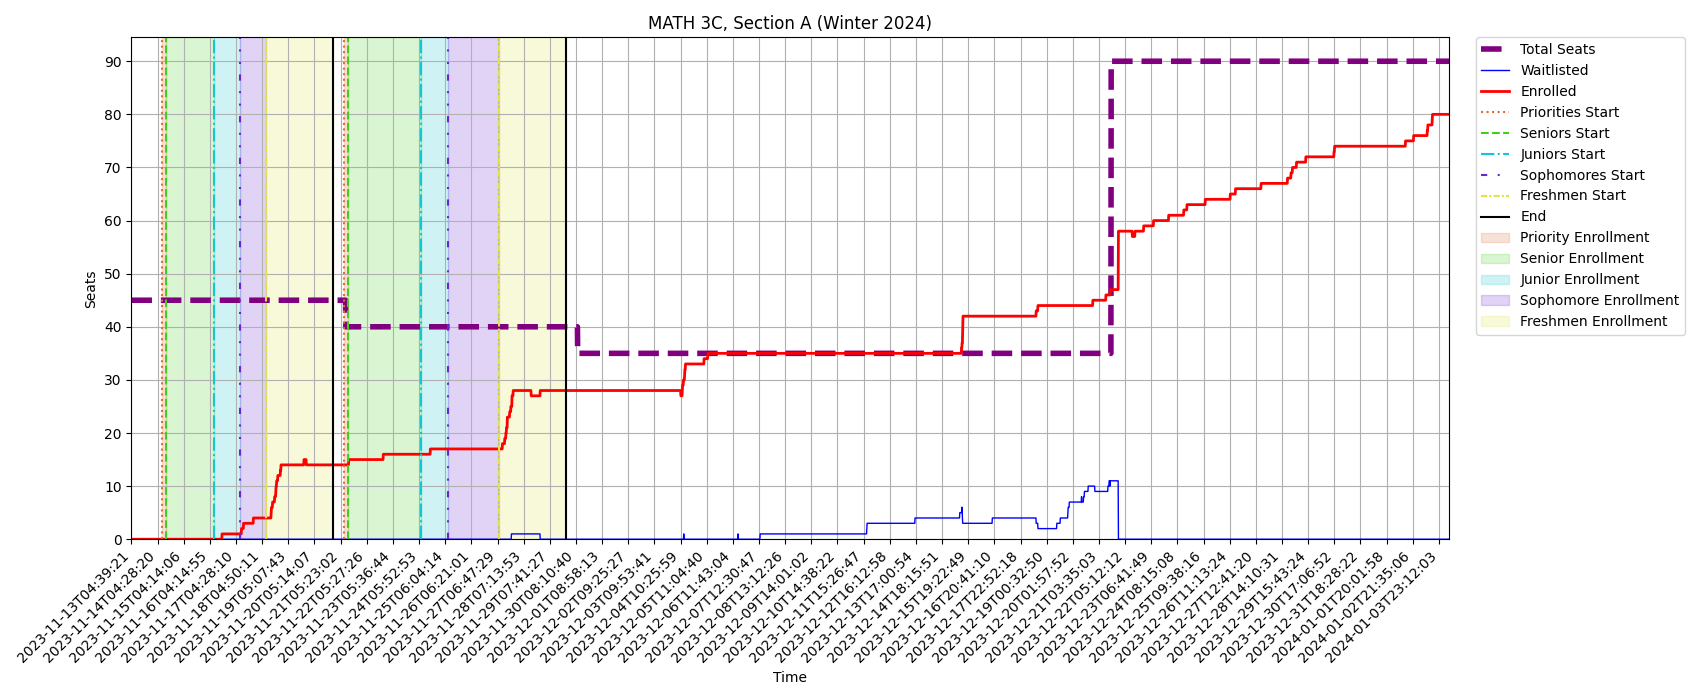 MATH 3C, Section A (Winter 2024)
Seats
90
80
70
60
50
40
30
20
10
0
2023-11-13T04:39:21
2023-11-14T04:28:20
2023-11-15T04:14:06
2023-11-16T04:14:55
2023-11-17T04:28:10
2023-11-18T04:50:11
2023-11-19T05:07:43
2023-11-20T05:14:07
2023-11-21T05:23:02
2023-11-22T05:27:26
2023-11-23T05:36:44
2023-11-24T05:52:53
2023-11-25T06:04:14
2023-11-26T06:21:01
2023-11-27T06:47:29
2023-11-28T07:13:53
2023-11-29T07:41:27
2023-11-30T08:10:40
2023-12-01T08:58:13
2023-12-02T09:25:27
2023-12-03T09:53:41
2023-12-04T10:25:59
2023-12-05T11:04:40
2023-12-06T11:43:04
2023-12-07T12:30:47
2023-12-08T13:12:26
2023-12-09T14:01:02
2023-12-10T14:38:22
2023-12-11T15:26:47
2023-12-12T16:12:58
2023-12-13T17:00:54
2023-12-14T18:15:51
2023-12-15T19:22:49
2023-12-16T20:41:10
2023-12-17T22:52:18
2023-12-19T00:32:50
2023-12-20T01:57:52
2023-12-21T03:35:03
2023-12-22T05:12:12
2023-12-23T06:41:49
2023-12-24T08:15:08
2023-12-25T09:38:16
2023-12-26T11:13:24
2023-12-27T12:41:20
2023-12-28T14:10:31
2023-12-29T15:43:24
2023-12-30T17:06:52
2023-12-31T18:28:22
2024-01-01T20:01:58
2024-01-02T21:35:06
2024-01-03T23:12:03
Time
Total Seats
Waitlisted
Enrolled
Priorities Start
Seniors Start
Juniors Start
Sophomores Start
Freshmen Start
End
Priority Enrollment
Senior Enrollment
Junior Enrollment
Sophomore Enrollment
Freshmen Enrollment